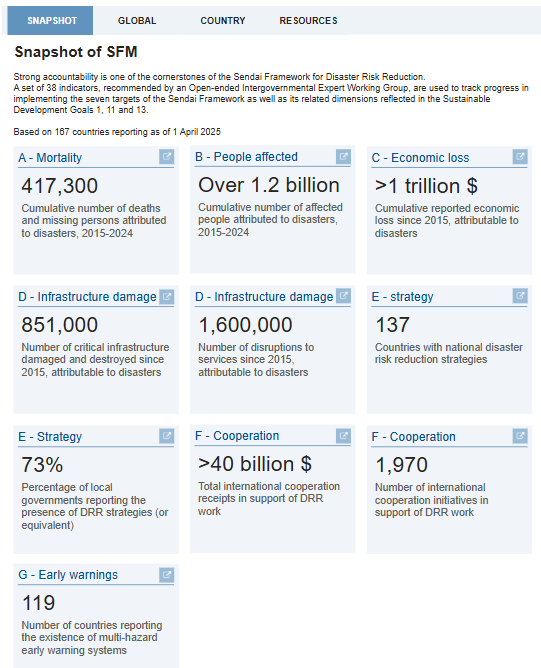 SNAPSHOT GLOBAL COUNTRY RESOURCES
Snapshot of SFM
Strong accountability is one of the cornerstones of the Sendai Framework for Disaster Risk Reduction.
A set of 38 indicators, recommended by an Open-ended Intergovernmental Expert Working Group, are used to track progress in
implementing the seven targets of the Sendai Framework as well as its related dimensions reflected in the Sustainable
Development Goals 1, 11 and 13.
Based on 167 countries reporting as of 1 April 2025
A - Mortality
417,300
Cumulative number of deaths
and missing persons attributed
to disasters, 2015-2024
B - People affected
Over 1.2 billion
Cumulative number of affected
people attributed to disasters,
2015-2024
C - Economic loss
>1 trillion $
Cumulative reported economic
loss since 2015, attributable to
disasters
D - Infrastructure damage
851,000
Number of critical infrastructure
damaged and destroyed since
2015, attributable to disasters
D - Infrastructure damage
1,600,000
Number of disruptions to
services since 2015,
attributable to disasters
E - strategy
137
Countries with national disaster
risk reduction strategies
E - Strategy
73%
Percentage of local
governments reporting the
presence of DRR strategies (or
equivalent)
F - Cooperation
>40 billion $
Total international cooperation
receipts in support of DRR
work
F - Cooperation
1,970
Number of international
cooperation initiatives in
support of DRR work
G - Early warnings
119
Number of countries reporting
the existence of multi-hazard
early warning systems